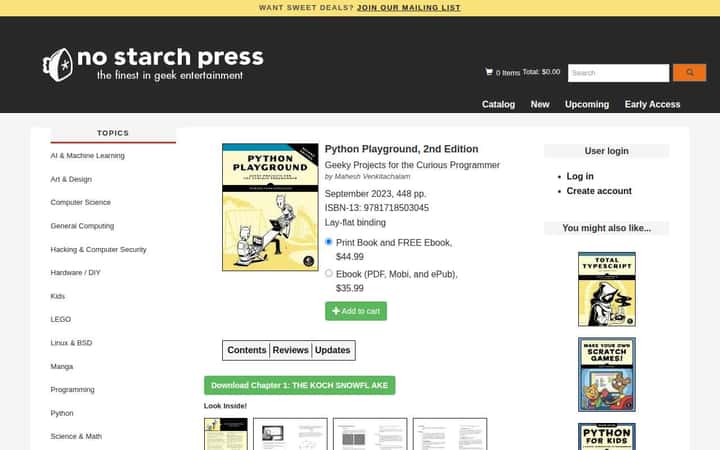 WANT SWEET DEALS? JOIN OUR MAILING LIST
no starch press
the finest in geek entertainment
0 Items Total: $0.00
Search
Catalog
New
Upcoming
Early Access
TOPICS
AI & Machine Learning
Art & Design
Computer Science
General Computing
Hacking & Computer Security
Hardware / DIY
Kids
LEGO
Linux & BSD
Manga
Programming
Python
Science & Math
PYTHON
PLAYGROUND
Python Playground, 2nd Edition
Geeky Projects for the Curious Programmer
by Mahesh Venkitachalam
September 2023, 448 pp.
ISBN-13: 9781718503045
Lay-flat binding
Print Book and FREE Ebook,
$44.99
Ebook (PDF, Mobi, and ePub),
$35.99
Add to cart
Contents
Reviews
Updates
Download Chapter 1: THE KOCH SNOWFL AKE
Look Inside!
User login
Log in
Create account
You might also like...
TOTAL
TYPESCRIPT
MAKE YOUR OWN
SCRATCH
GAMES!
PYTHON
FOR KIDS